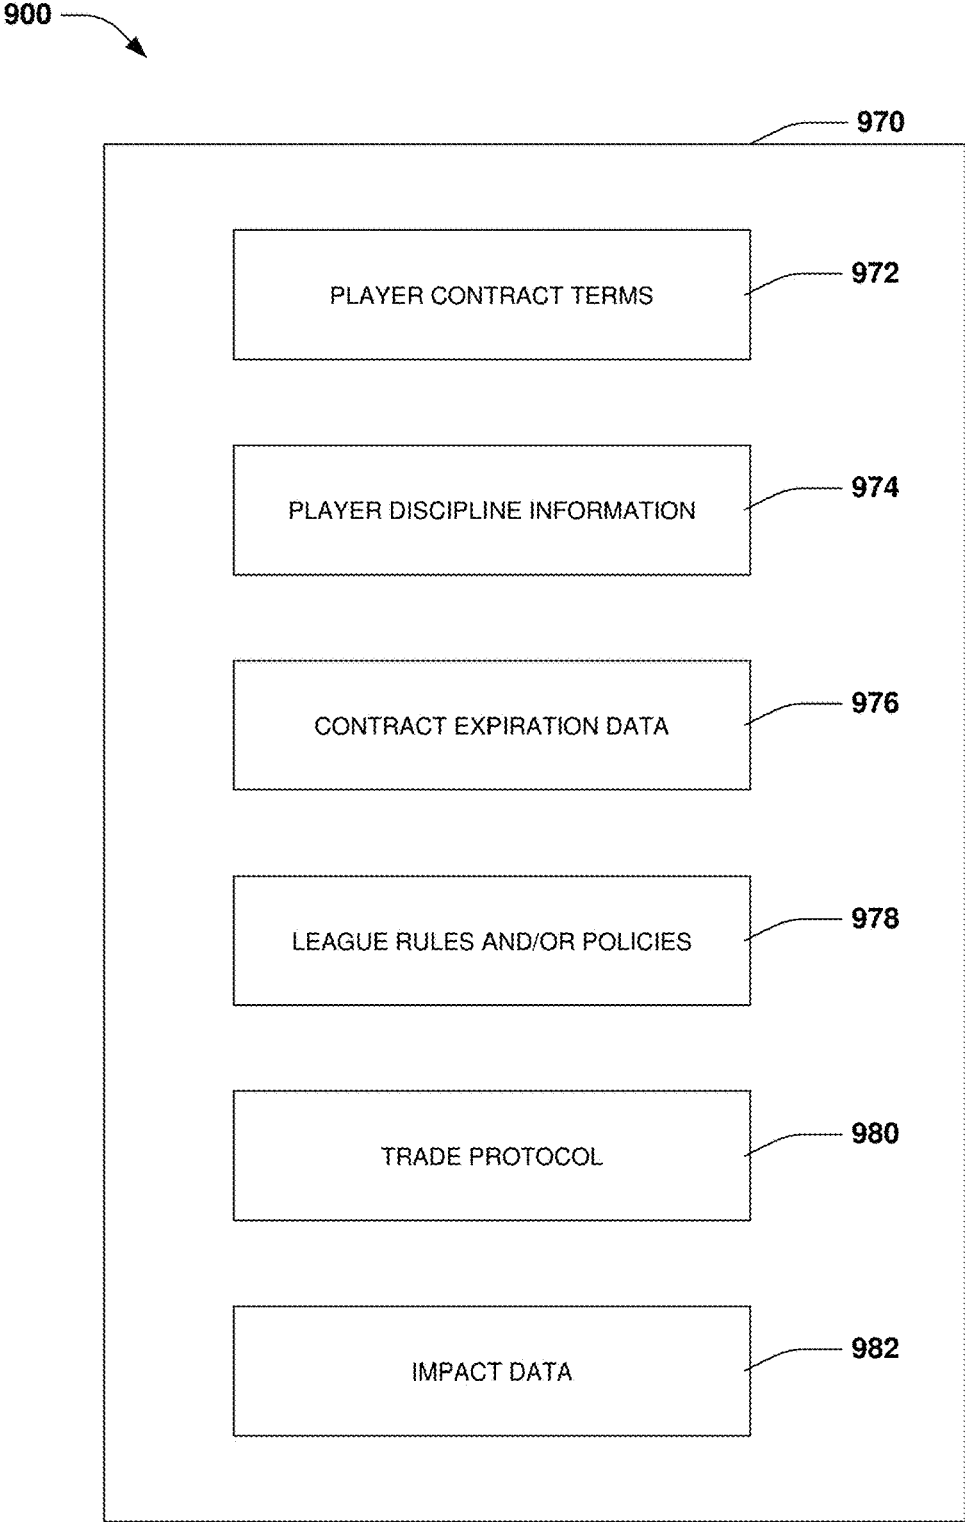 900
970
PLAYER CONTRACT TERMS
972
PLAYER DISCIPLINE INFORMATION
974
CONTRACT EXPIRATION DATA
976
LEAGUE RULES AND/OR POLICIES
978
TRADE PROTOCOL
980
IMPACT DATA
982